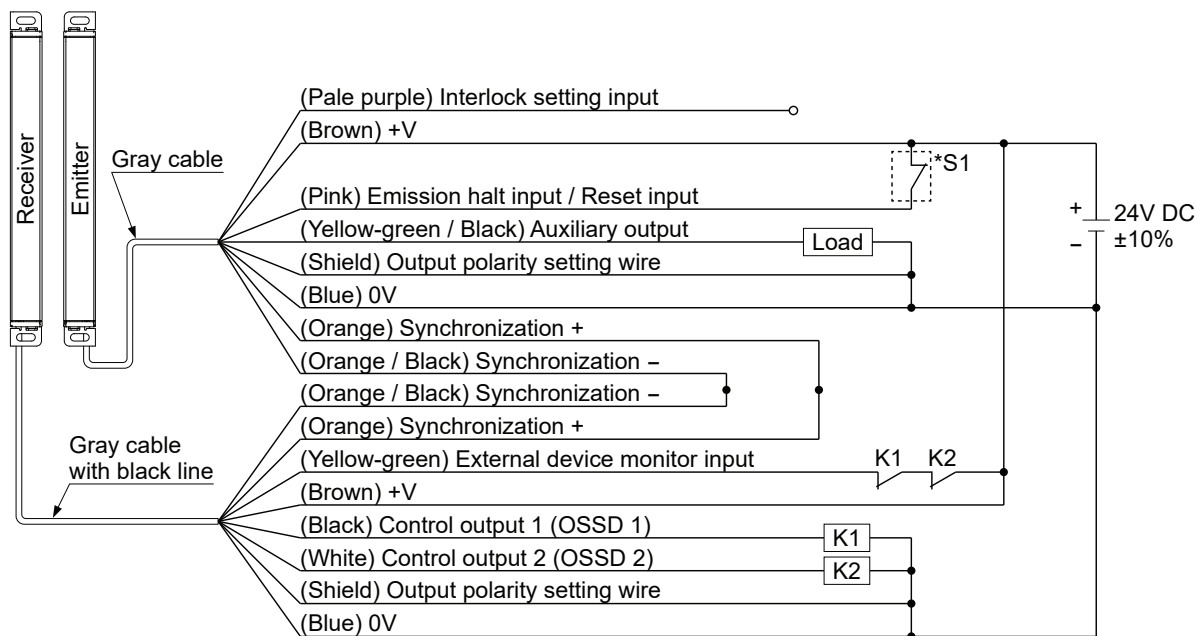 Receiver
Emitter
Gray cable
(Pale purple) Interlock setting input
(Brown) +V
*S1
(Pink) Emission halt input / Reset input
(Yellow-green / Black) Auxiliary output
Load
(Shield) Output polarity setting wire
(Blue) 0V
+
−
24V DC
±10%
(Orange) Synchronization +
(Orange / Black) Synchronization −
(Orange / Black) Synchronization −
(Orange) Synchronization +
Gray cable
with black line
(Yellow-green) External device monitor input
K1 K2
(Brown) +V
(Black) Control output 1 (OSSD 1)
K1
(White) Control output 2 (OSSD 2)
K2
(Shield) Output polarity setting wire
(Blue) 0V